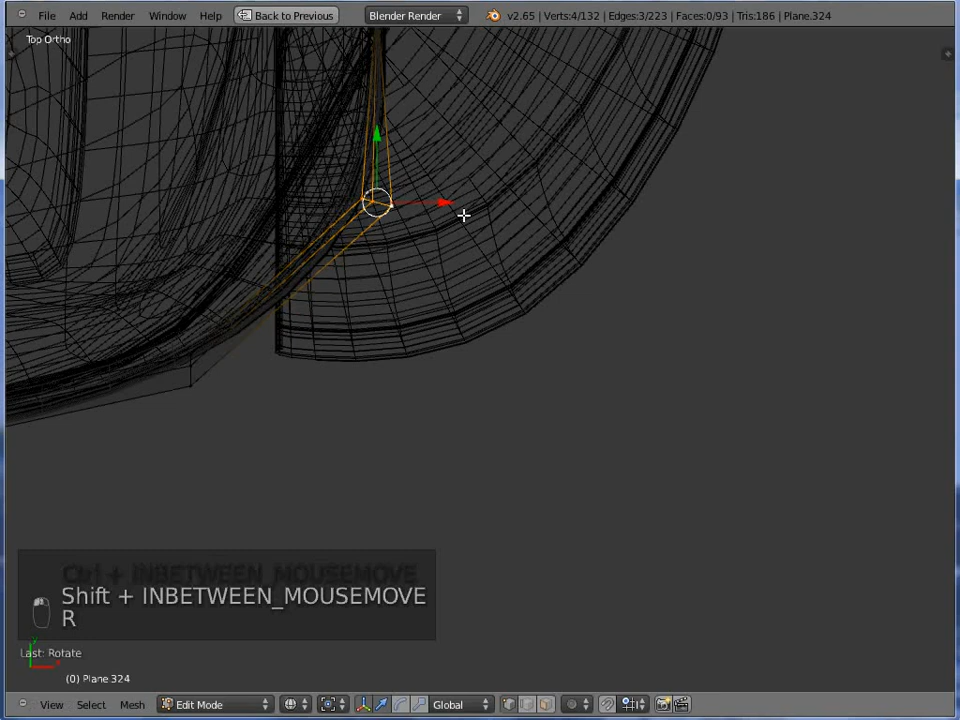 File Add Render Window Help Back to Previous Blender Render v2.65 | Verts:4/132 | Edges:3/223 | Faces:0/93 | Tris:186 | Plane.324
Top Ortho
Ctrl + INBETWEEN_MOUSEMOVE
Shift + INBETWEEN_MOUSEMOVE
R
y
Last: Rotate
(0) Plane.324
View Select Mesh Edit Mode Global